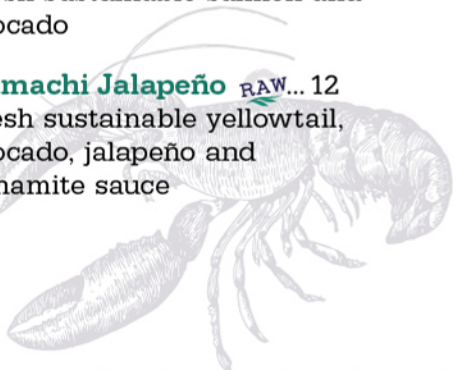 ocado
machi Jalapeño RAW... 12
esh sustainable yellowtail,
ocado, jalapeño and
namite sauce